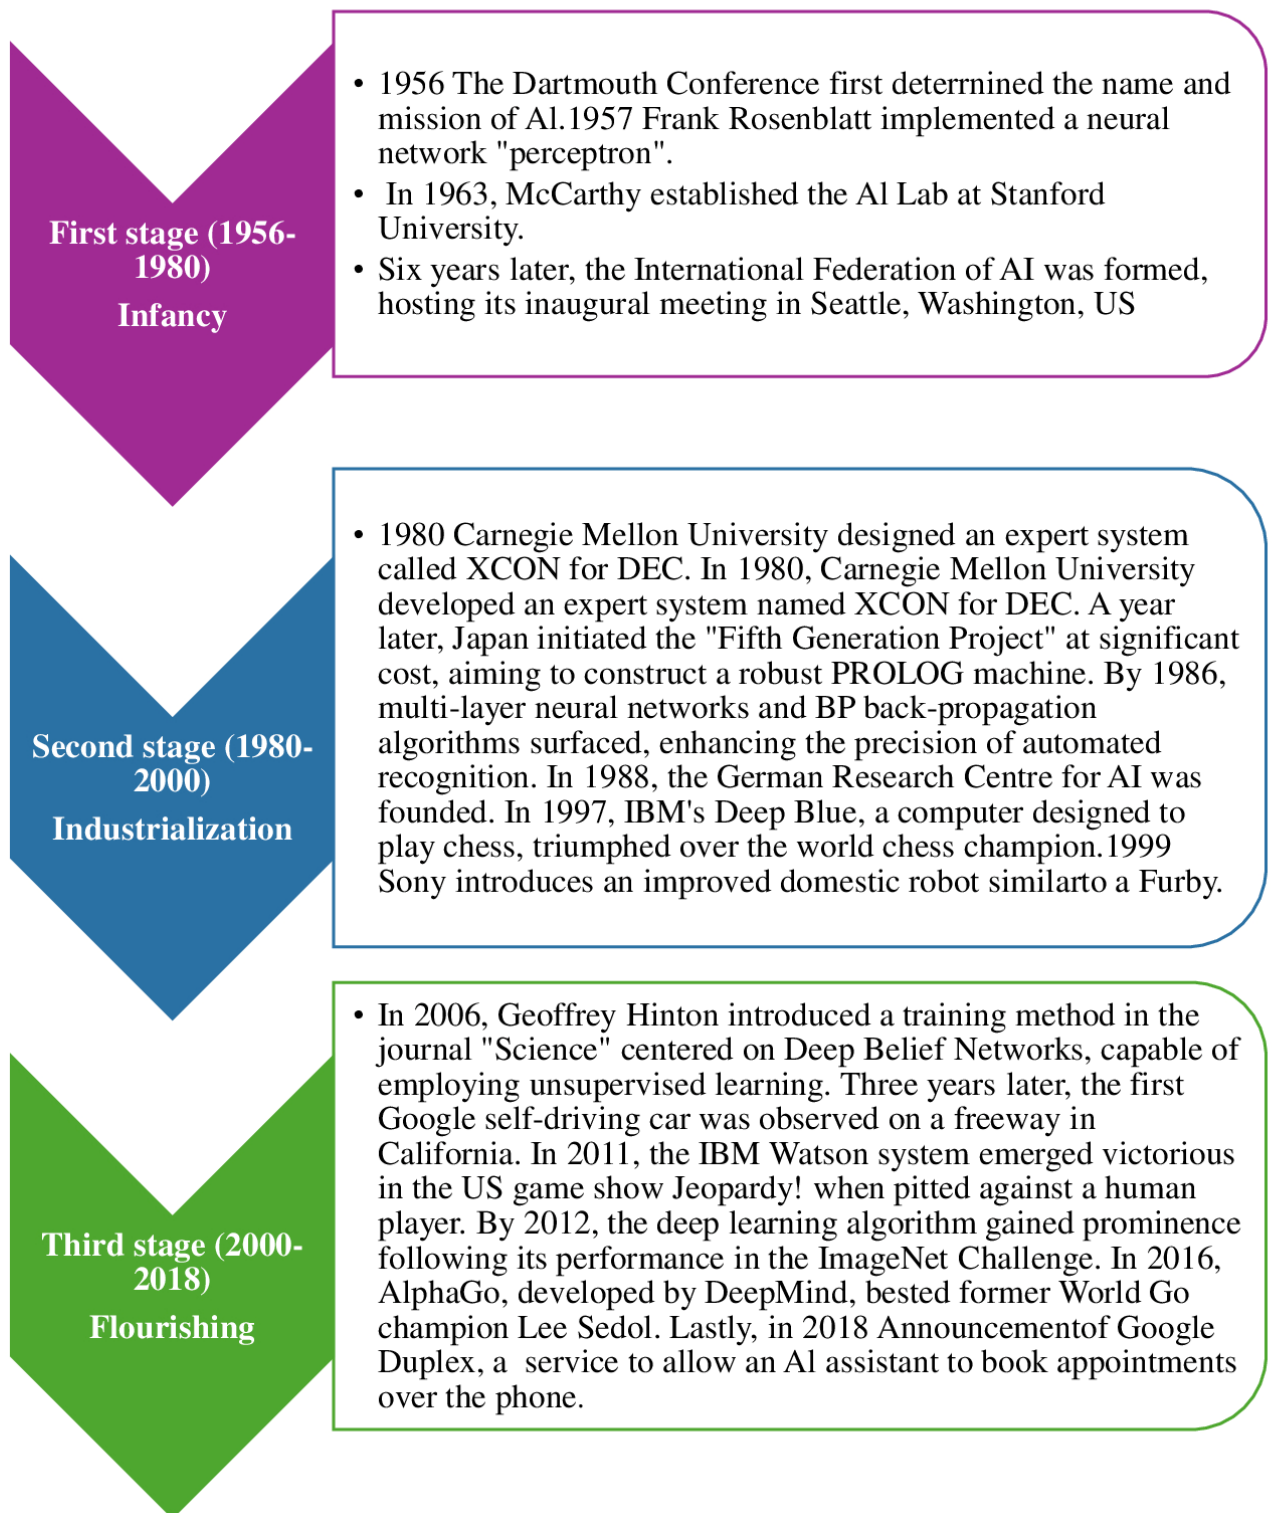 First stage (1956-
1980)
Infancy
• 1956 The Dartmouth Conference first deterrnined the name and
mission of Al.1957 Frank Rosenblatt implemented a neural
network "perceptron".
• In 1963, McCarthy established the Al Lab at Stanford
University.
• Six years later, the International Federation of AI was formed,
hosting its inaugural meeting in Seattle, Washington, US
Second stage (1980-
2000)
Industrialization
• 1980 Carnegie Mellon University designed an expert system
called XCON for DEC. In 1980, Carnegie Mellon University
developed an expert system named XCON for DEC. A year
later, Japan initiated the "Fifth Generation Project" at significant
cost, aiming to construct a robust PROLOG machine. By 1986,
multi-layer neural networks and BP back-propagation
algorithms surfaced, enhancing the precision of automated
recognition. In 1988, the German Research Centre for AI was
founded. In 1997, IBM's Deep Blue, a computer designed to
play chess, triumphed over the world chess champion.1999
Sony introduces an improved domestic robot similarto a Furby.
Third stage (2000-
2018)
Flourishing
• In 2006, Geoffrey Hinton introduced a training method in the
journal "Science" centered on Deep Belief Networks, capable of
employing unsupervised learning. Three years later, the first
Google self-driving car was observed on a freeway in
California. In 2011, the IBM Watson system emerged victorious
in the US game show Jeopardy! when pitted against a human
player. By 2012, the deep learning algorithm gained prominence
following its performance in the ImageNet Challenge. In 2016,
AlphaGo, developed by DeepMind, bested former World Go
champion Lee Sedol. Lastly, in 2018 Announcementof Google
Duplex, a  service to allow an Al assistant to book appointments
over the phone.